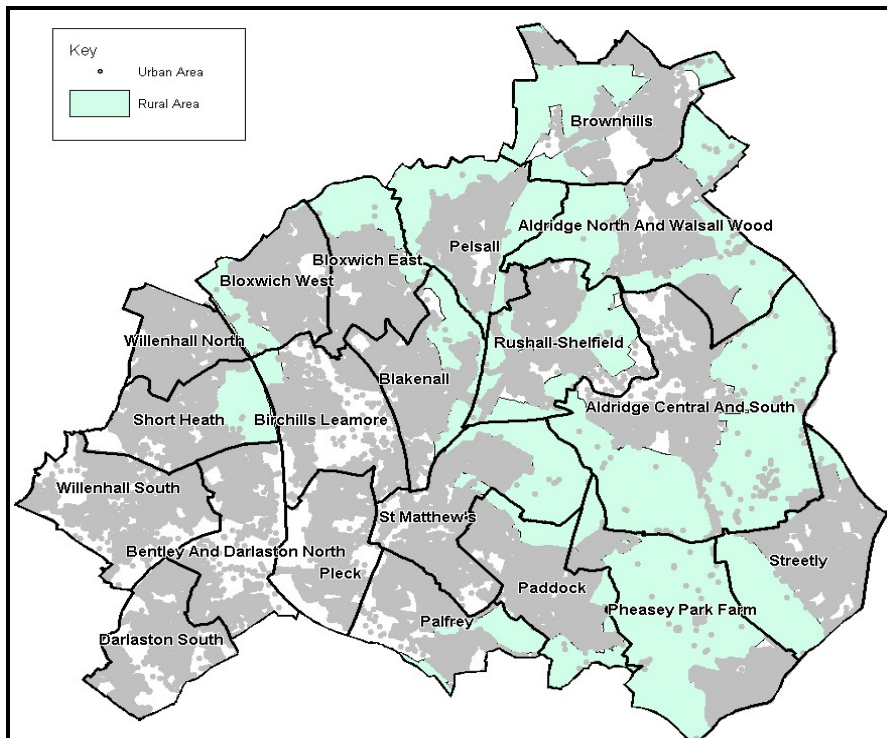 Key
Urban Area
Rural Area
Brownhills
Aldridge North And Walsall Wood
Pelsall
Bloxwich East
Bloxwich West
Willenhall North
Rushall-Shelfield
Blakenall
Short Heath
Birchills Leamore
Aldridge Central And South
Willenhall South
St Matthew's
Bentley And Darlaston North
Pleck
Streetly
Paddock
Pheasey Park Farm
Palfrey
Darlaston South